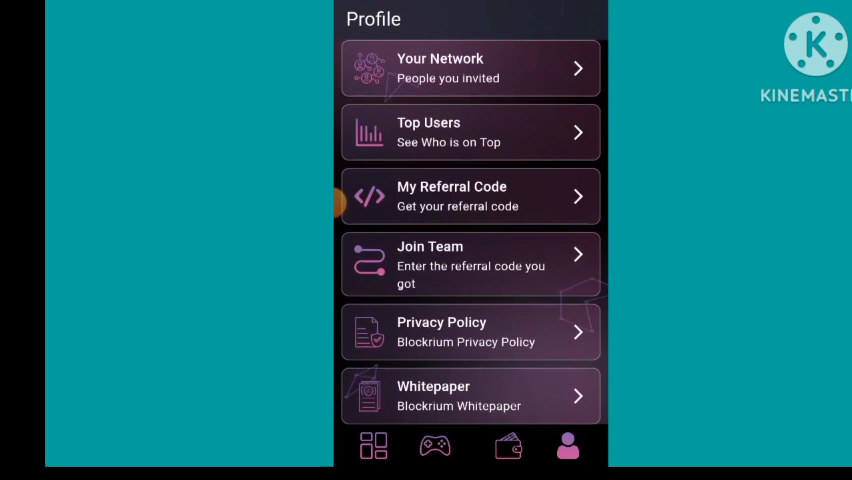 Profile
Your Network
People you invited
Top Users
See Who is on Top
My Referral Code
Get your referral code
Join Team
Enter the referral code you
got
Privacy Policy
Blockrium Privacy Policy
Whitepaper
Blockrium Whitepaper
K
KINEMAST